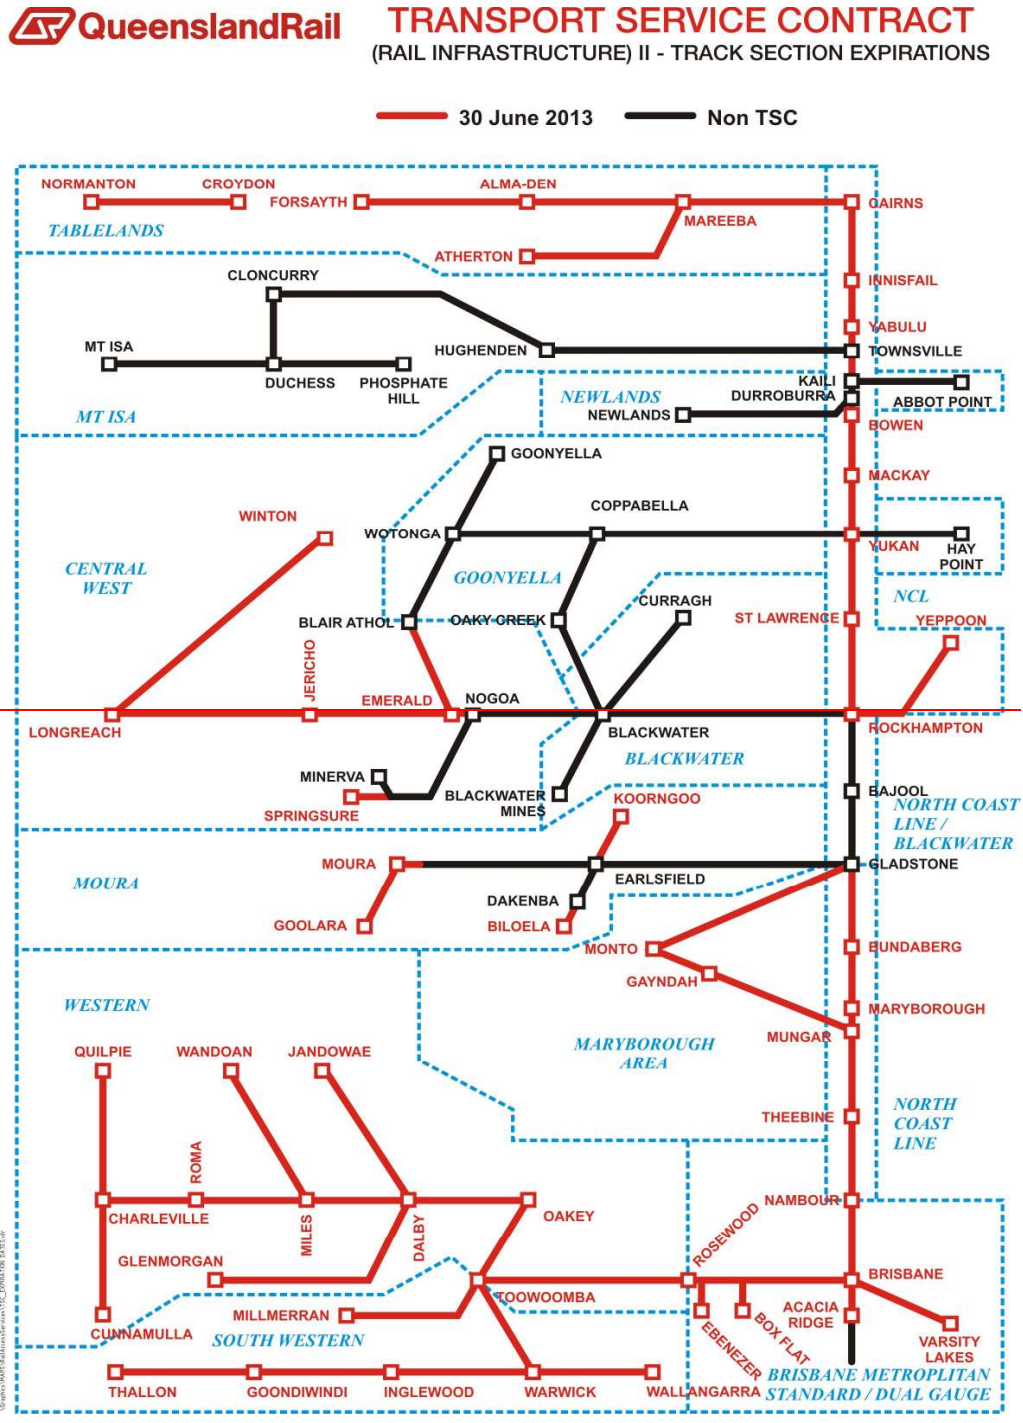 QueenslandRail
TRANSPORT SERVICE CONTRACT
(RAIL INFRASTRUCTURE) II - TRACK SECTION EXPIRATIONS
30 June 2013
Non TSC
NORMANTON
CROYDON
FORSAYTH
ALMA-DEN
CAIRNS
MAREEBA
TABLELANDS
ATHERTON
CLONCURRY
INNISFAIL
YABULU
MT ISA
HUGHENDEN
TOWNSVILLE
DUCHESS
PHOSPHATE
HILL
KAILI
DURROBURRA
ABBOT POINT
NEWLANDS
NEWLANDS
MT ISA
BOWEN
GOONYELLA
MACKAY
COPPABELLA
WINTON
WOTONGA
YUKAN
HAY
POINT
CENTRAL
WEST
GOONYELLA
NCL
CURRAGH
BLAIR ATHOL
OAKY CREEK
ST LAWRENCE
YEPPOON
JERICHO
EMERALD
NOGOA
LONGREACH
BLACKWATER
ROCKHAMPTON
BLACKWATER
MINERVA
SPRINGSURE
BLACKWATER
MINES
BAJOOL
KOORNGOO
NORTH COAST
LINE /
BLACKWATER
MOURA
MOURA
EARLSFIELD
GLADSTONE
DAKENBA
GOOLARA
BILOELA
MONTO
BUNDABERG
GAYNDAH
WESTERN
MARYBOROUGH
MUNGAR
MARYBOROUGH
AREA
QUILPIE
WANDOAN
JANDOWAE
THEEBINE
NORTH
COAST
LINE
ROMA
CHARLEVILLE
MILES
DALBY
OAKEY
NAMBOUR
ROSEWOOD
GLENMORGAN
TOOWOOMBA
BRISBANE
CUNNAMULLA
MILLMERRAN
SOUTH WESTERN
EBENEZER
BOX FLAT
ACACIA
RIDGE
VARSITY
LAKES
THALLON
GOONDIWINDI
INGLEWOOD
WARWICK
WALLANGARRA
BRISBANE METROPLITAN
STANDARD / DUAL GAUGE